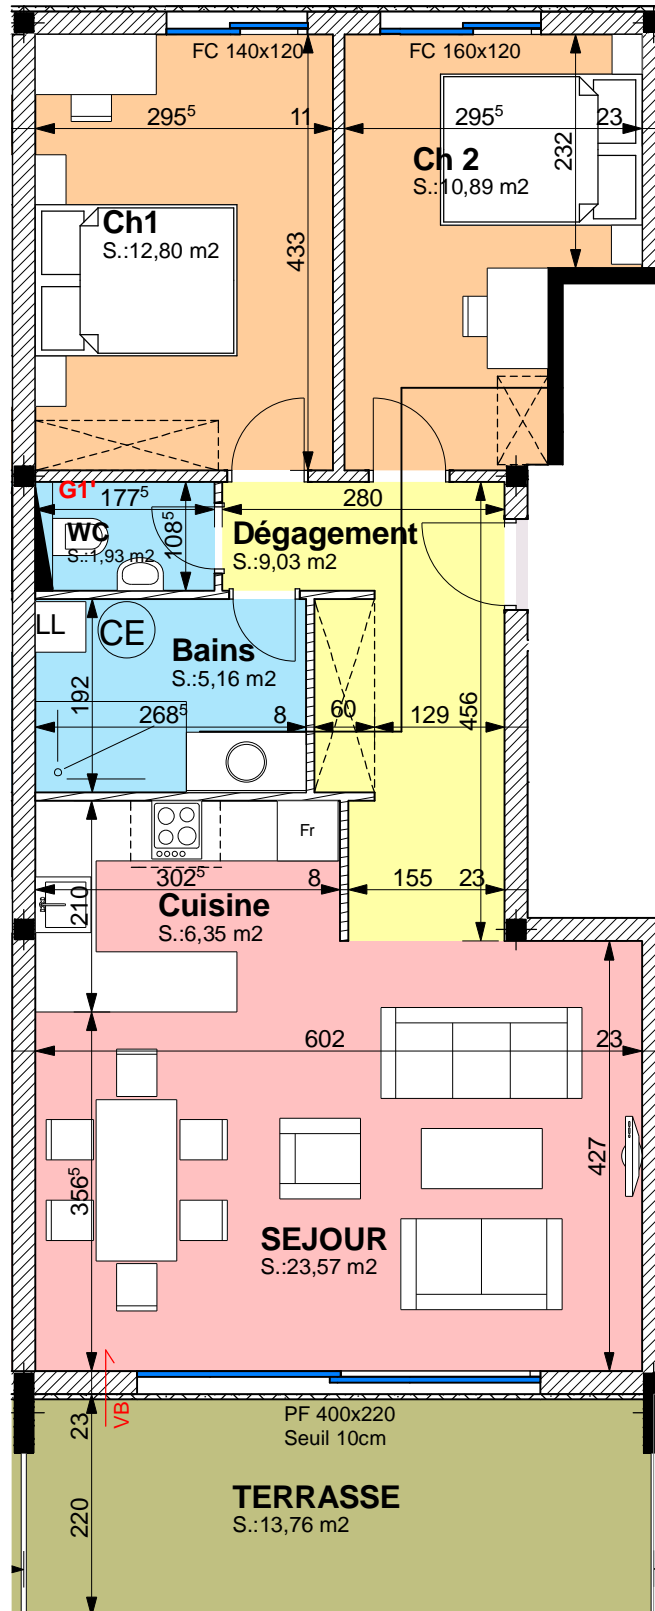 FC 140x120
FC 160x120
295⁵
11
295⁵
23
232
Ch 2
S.:10,89 m2
Ch1
S.:12,80 m2
433
G1'
177⁵
280
WC
S.:1,93 m2
108⁵
Dégagement
S.:9,03 m2
LL
CE
Bains
S.:5,16 m2
192
268⁵
8
60
129
456
Fr
302⁵
8
155
23
210
Cuisine
S.:6,35 m2
602
23
427
356⁵
SEJOUR
S.:23,57 m2
VB
23
PF 400x220
Seuil 10cm
TERRASSE
S.:13,76 m2
220